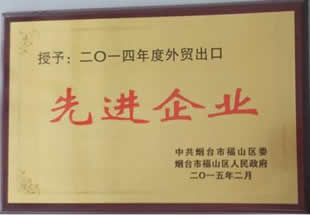 授予：二〇一四年度外贸出口
先进企业
中共烟台市福山区委
烟台市福山区人民政府
二〇一五年二月